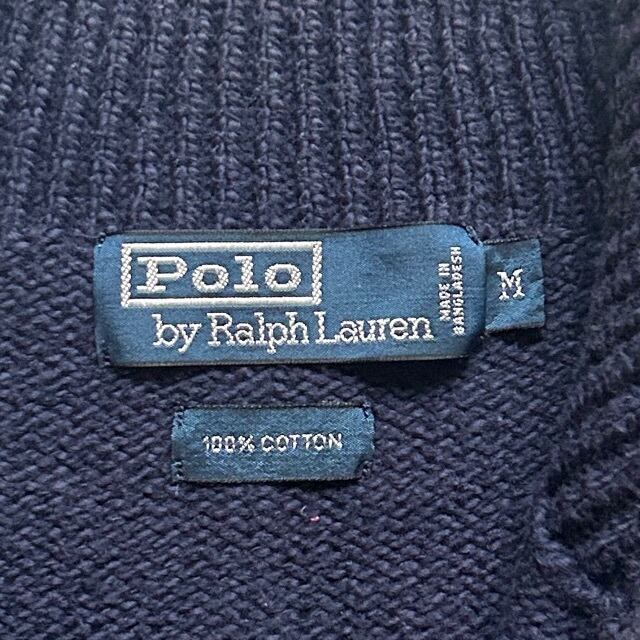 Polo
by Ralph Lauren
MADE IN
BANGLADESH
M
100% COTTON